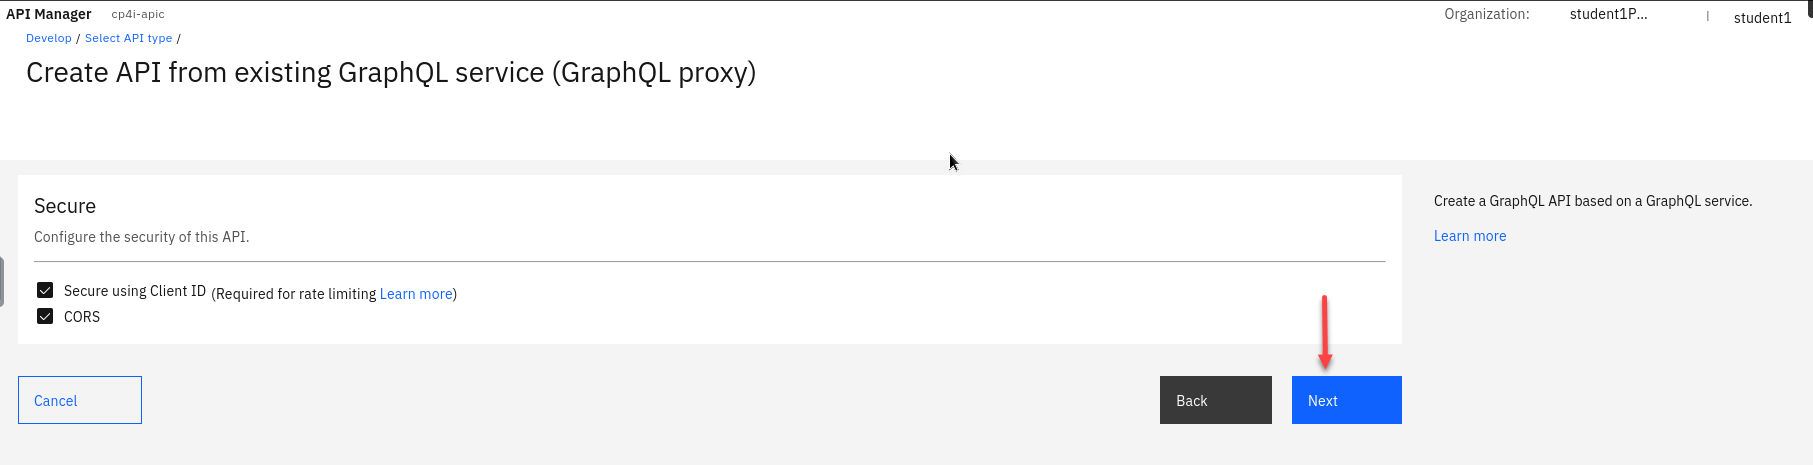 API Manager cp4i-apic Organization: student1P... | student1
Develop / Select API type /
Create API from existing GraphQL service (GraphQL proxy)
Secure
Configure the security of this API.
Secure using Client ID (Required for rate limiting Learn more)
CORS
Create a GraphQL API based on a GraphQL service.
Learn more
Cancel
Back
Next